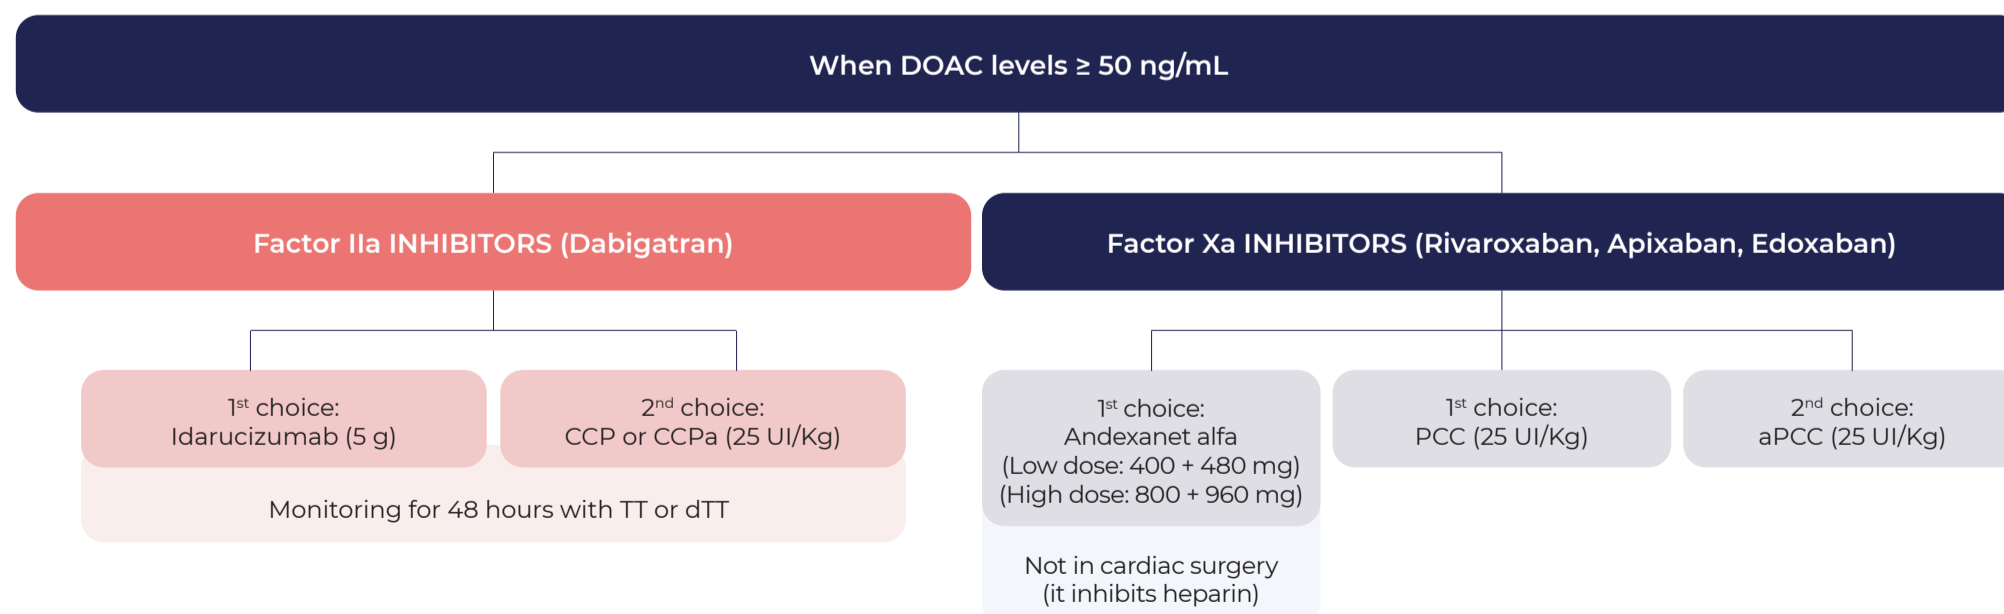 When DOAC levels ≥ 50 ng/mL
Factor IIa INHIBITORS (Dabigatran)
Factor Xa INHIBITORS (Rivaroxaban, Apixaban, Edoxaban)
1st choice:
Idarucizumab (5 g)
2nd choice:
CCP or CCPa (25 UI/Kg)
Monitoring for 48 hours with TT or dTT
1st choice:
Andexanet alfa
(Low dose: 400 + 480 mg)
(High dose: 800 + 960 mg)
Not in cardiac surgery
(it inhibits heparin)
1st choice:
PCC (25 UI/Kg)
2nd choice:
aPCC (25 UI/Kg)